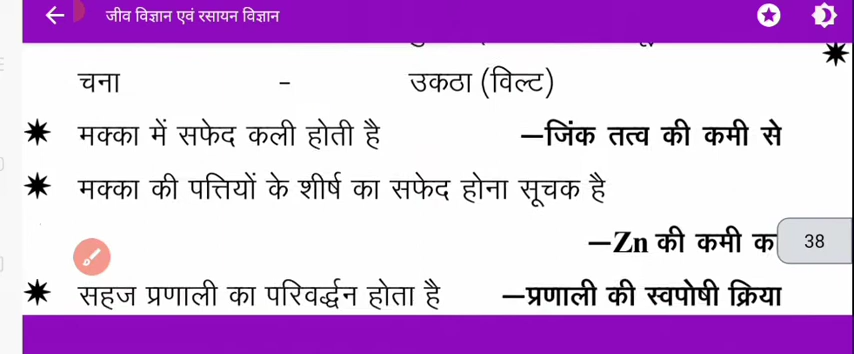 जीव विज्ञान एवं रसायन विज्ञान
चना - उकठा (विल्ट)
मक्का में सफेद कली होती है —जिंक तत्व की कमी से
मक्का की पत्तियों के शीर्ष का सफेद होना सूचक है
—Zn की कमी क
38
सहज प्रणाली का परिवर्द्धन होता है —प्रणाली की स्वपोषी क्रिया